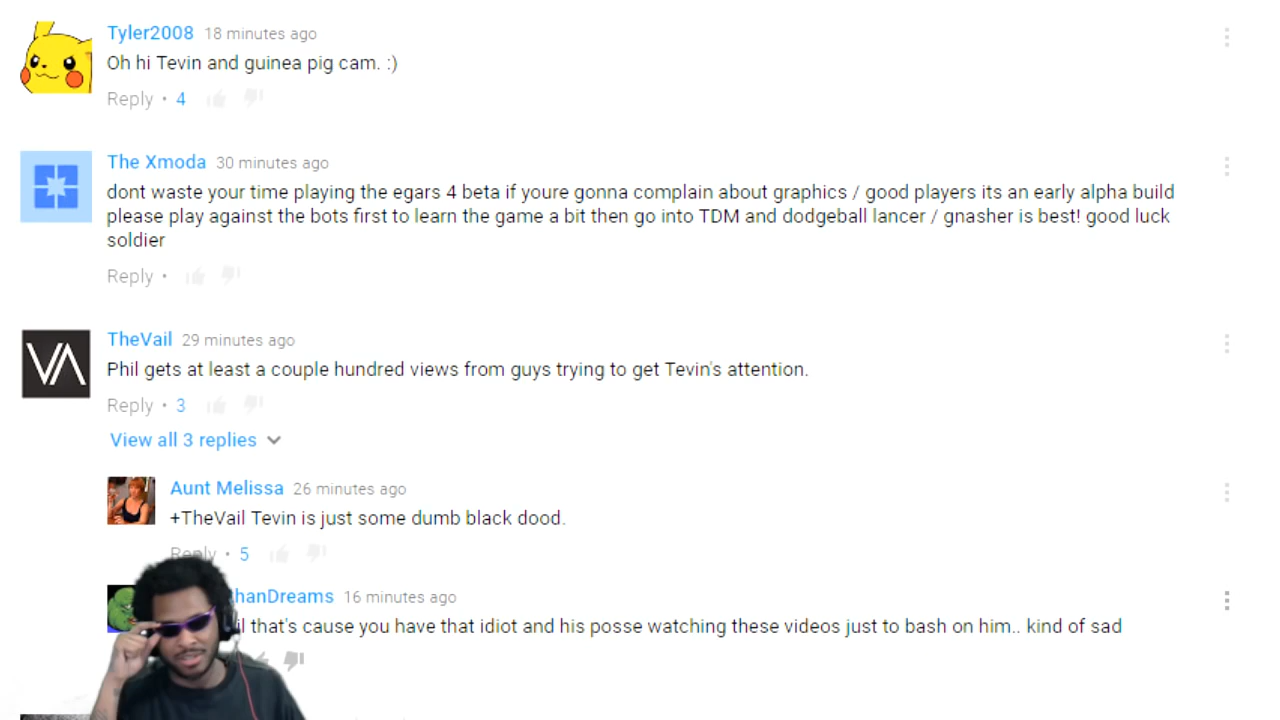 Tyler2008 18 minutes ago
Oh hi Tevin and guinea pig cam. :)
Reply • 4
The Xmoda 30 minutes ago
dont waste your time playing the egars 4 beta if youre gonna complain about graphics / good players its an early alpha build
please play against the bots first to learn the game a bit then go into TDM and dodgeball lancer / gnasher is best! good luck
soldier
Reply •
TheVail 29 minutes ago
Phil gets at least a couple hundred views from guys trying to get Tevin's attention.
Reply • 3
View all 3 replies
VA
Aunt Melissa 26 minutes ago
+TheVail Tevin is just some dumb black dood.
Reply • 5
hanDreams 16 minutes ago
il that's cause you have that idiot and his posse watching these videos just to bash on him.. kind of sad